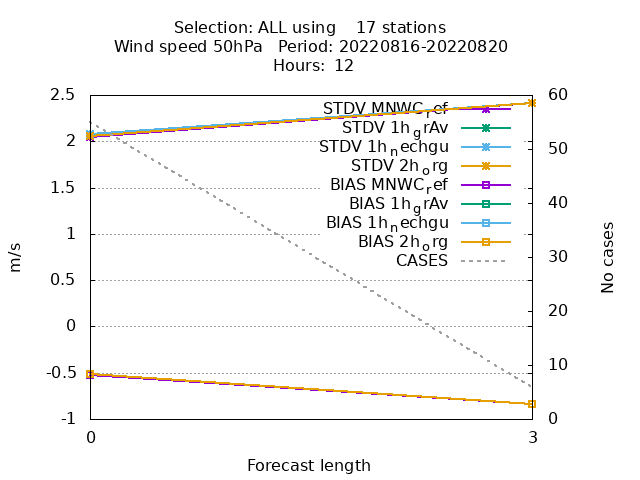 Selection: ALL using    17 stations
Wind speed 50hPa   Period: 20220816-20220820
Hours:  12
2.5
2
1.5
1
0.5
0
-0.5
-1
m/s
60
50
40
30
20
10
0
No cases
STDV MNWC_ref
STDV 1h_grAv
STDV 1h_nechgu
STDV 2h_org
BIAS MNWC_ref
BIAS 1h_grAv
BIAS 1h_nechgu
BIAS 2h_org
CASES
0
3
Forecast length